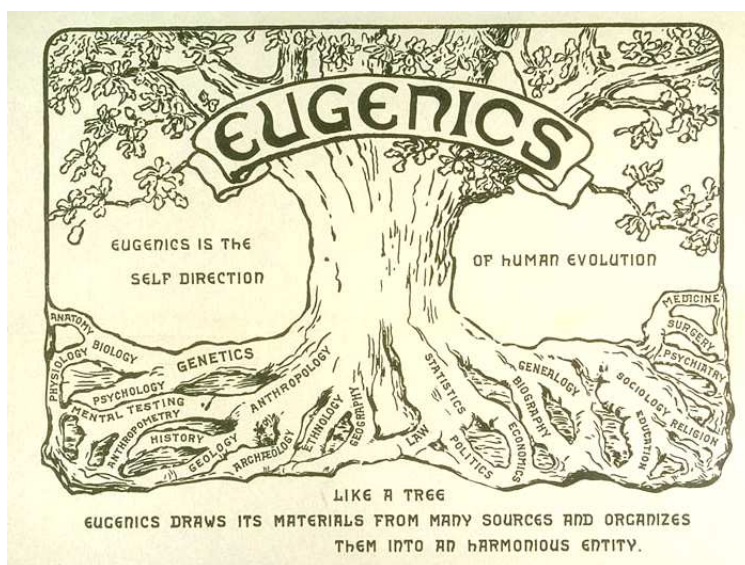 EUGENICS
EUGENICS IS THE
SELF DIRECTION
OF HUMAN EVOLUTION
ANATOMY
BIOLOGY
PHYSIOLOGY
GENETICS
PSYCHOLOGY
MENTAL TESTING
ANTHROPOMETRY
HISTORY
GEOLOGY
ANTHROPOLOGY
ARCHÆOLOGY
ETHNOLOGY
GEOGRAPHY
LAW
STATISTICS
POLITICS
ECONOMICS
GENEALOGY
BIOGRAPHY
SOCIOLOGY
EDUCATION
RELIGION
PSYCHIATRY
SURGERY
MEDICINE
LIKE A TREE
EUGENICS DRAWS ITS MATERIALS FROM MANY SOURCES AND ORGANIZES
THEM INTO AN HARMONIOUS ENTITY.